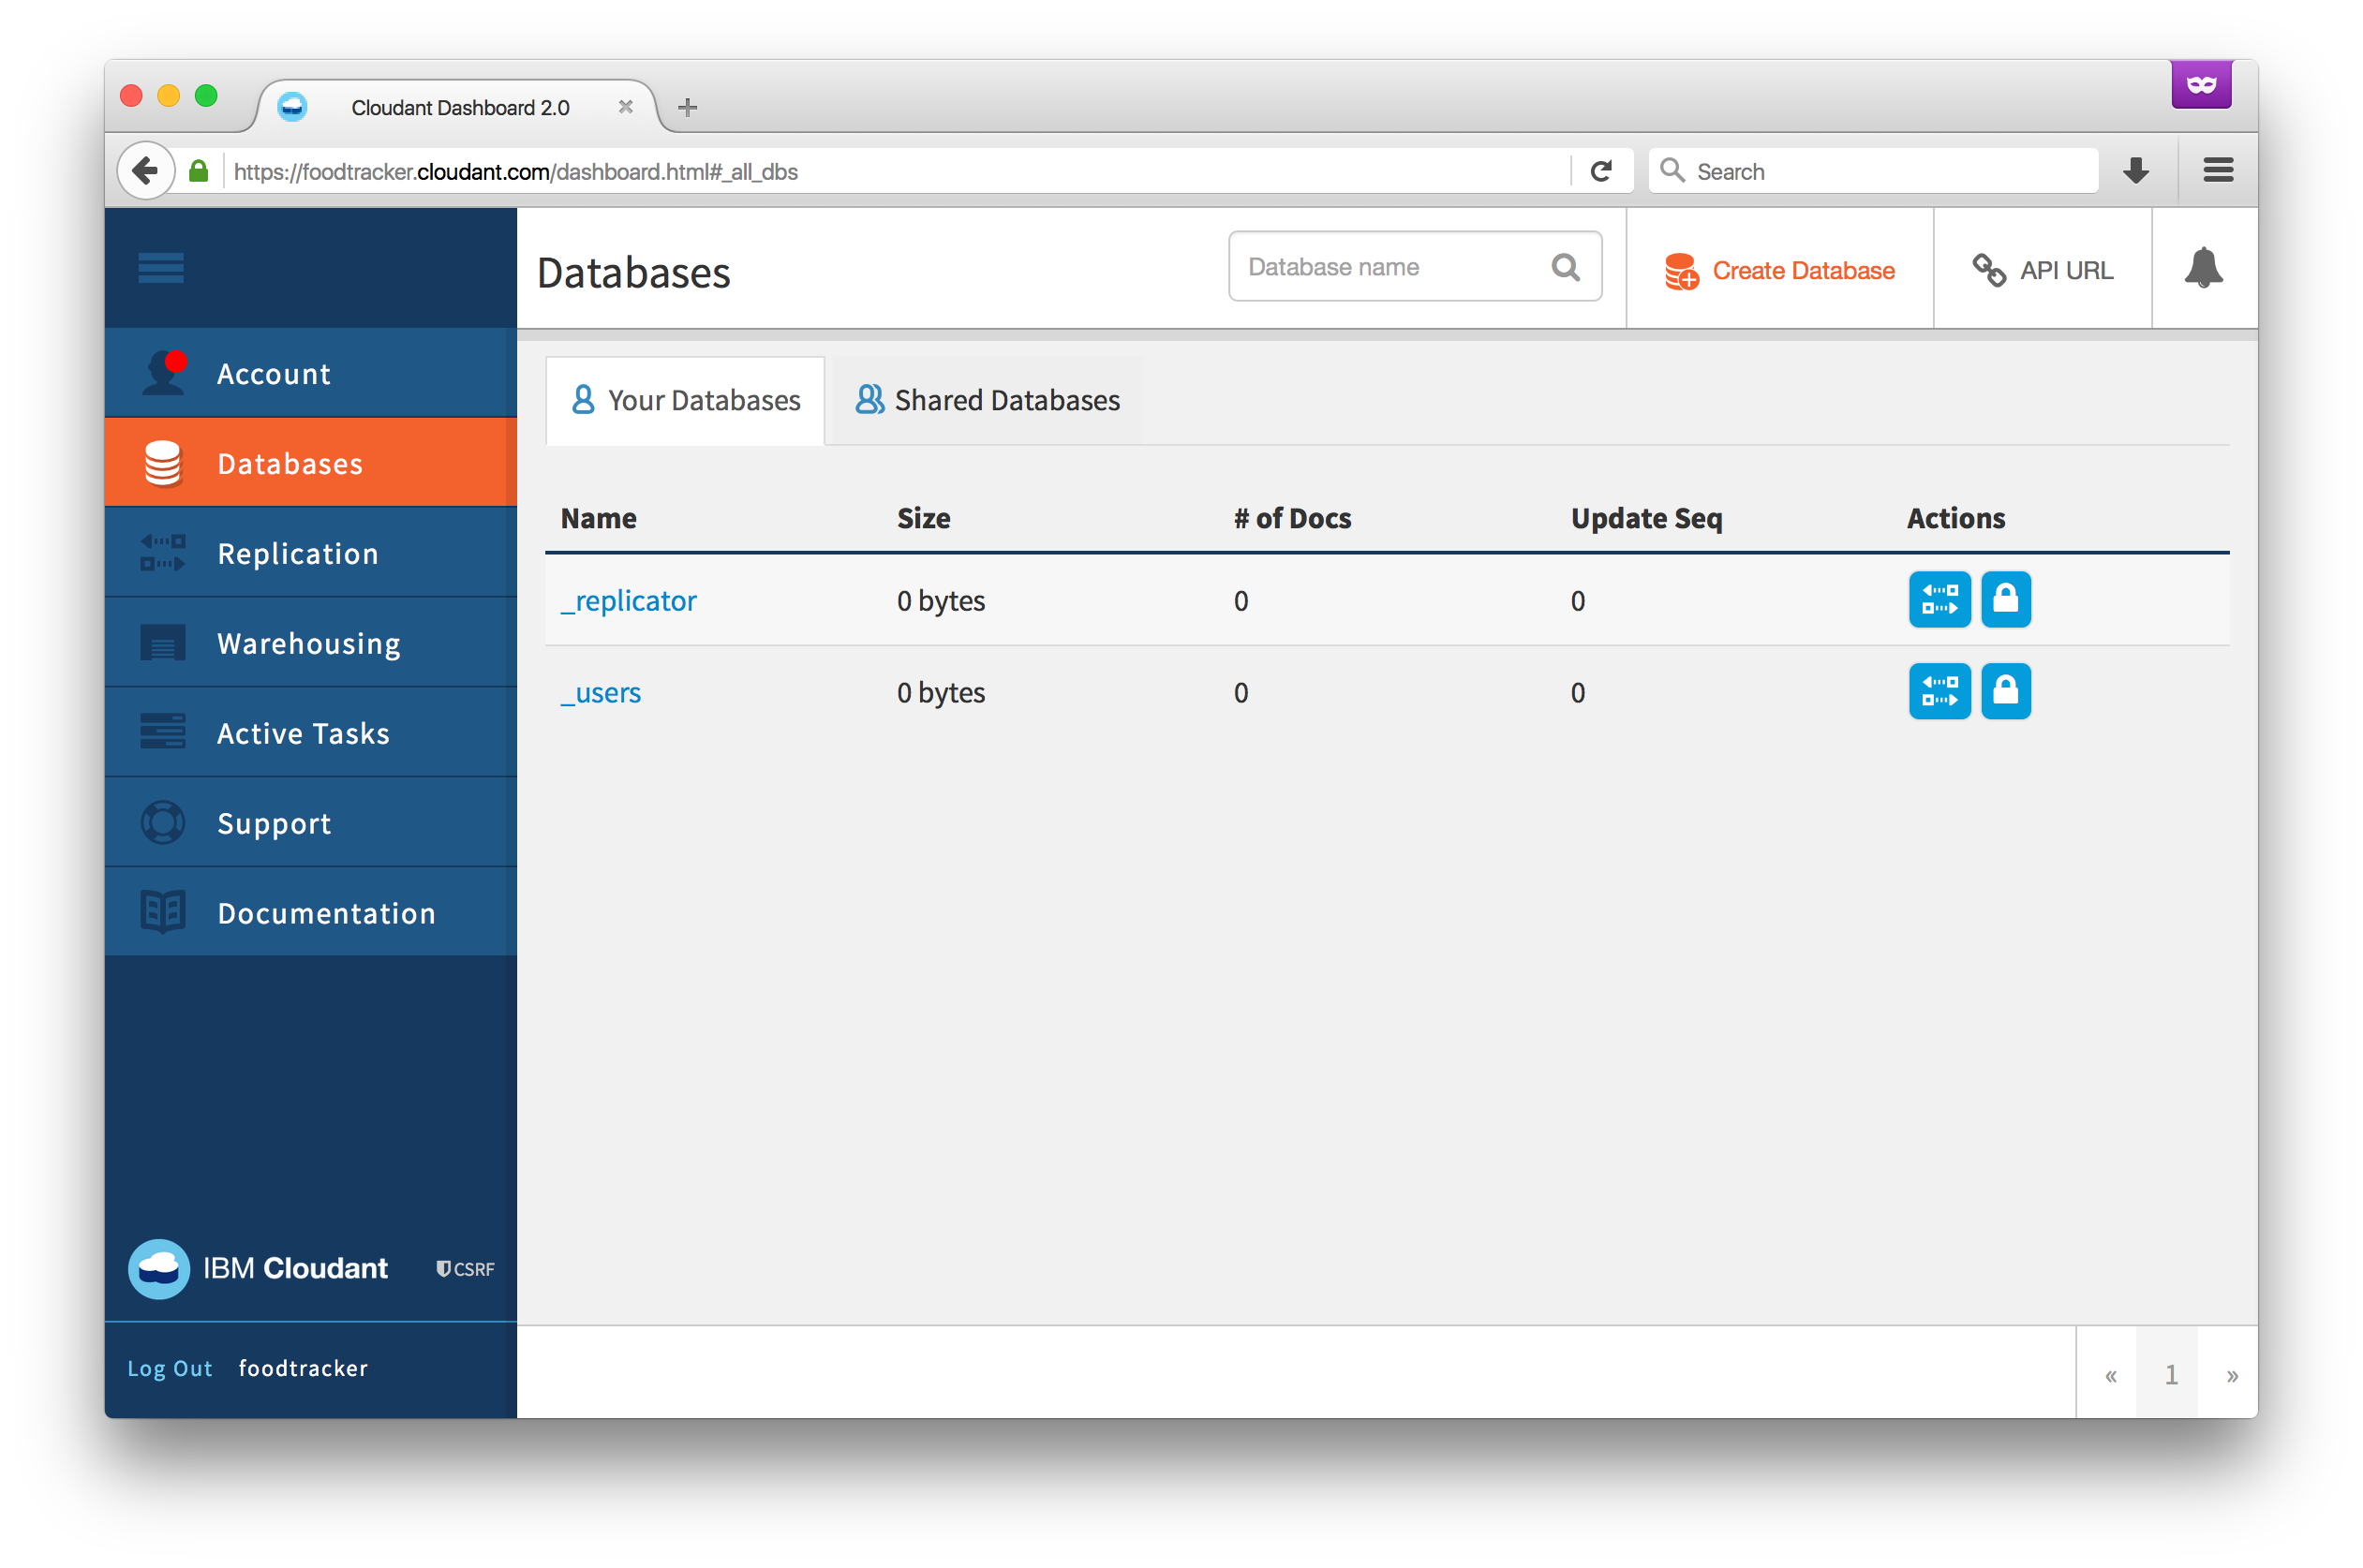 Cloudant Dashboard 2.0
https://foodtracker.cloudant.com/dashboard.html#_all_dbs
Search
Databases
Database name
Create Database
API URL
Account
Databases
Replication
Warehousing
Active Tasks
Support
Documentation
IBM Cloudant
CSRF
Log Out foodtracker
Your Databases
Shared Databases
Name Size # of Docs Update Seq Actions
_replicator 0 bytes 0 0
_users 0 bytes 0 0
« 1 »